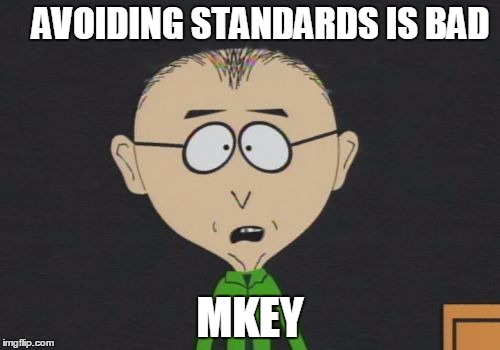 AVOIDING STANDARDS IS BAD
MKEY
imgflip.com